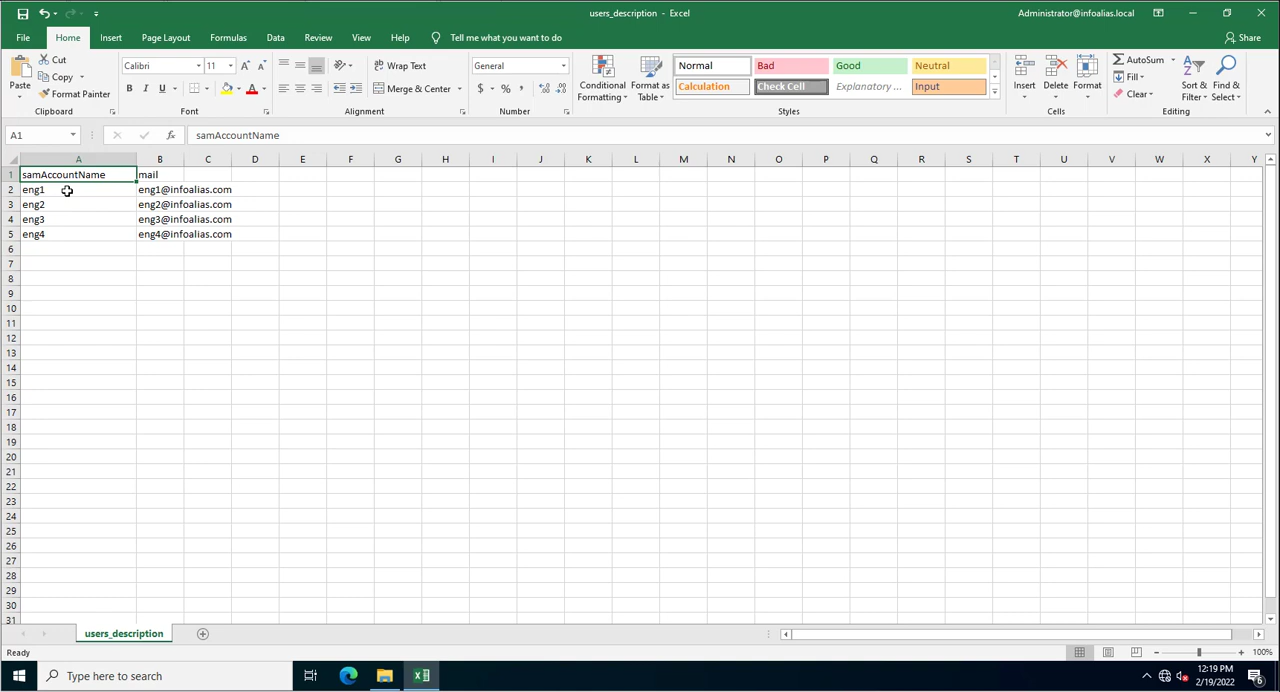 users_description - Excel
Administrator@infoalias.local
File Home Insert Page Layout Formulas Data Review View Help Tell me what you want to do Share
Paste
Cut
Copy
Format Painter
Clipboard
Calibri 11
B I U
Font
Wrap Text
Merge & Center
Alignment
General
$ % ,
Number
Conditional Formatting
Format as Table
Normal Bad Good Neutral
Calculation Check Cell Explanatory ... Input
Styles
Insert Delete Format
Cells
AutoSum
Fill
Clear
Sort & Filter
Find & Select
Editing
A1 fx samAccountName
A B C D E F G H I J K L M N O P Q R S T U V W X Y
1 samAccountName mail
2 eng1 eng1@infoalias.com
3 eng2 eng2@infoalias.com
4 eng3 eng3@infoalias.com
5 eng4 eng4@infoalias.com
6
7
8
9
10
11
12
13
14
15
16
17
18
19
20
21
22
23
24
25
26
27
28
29
30
31
users_description
Ready 100%
Type here to search
12:19 PM
2/19/2022
6